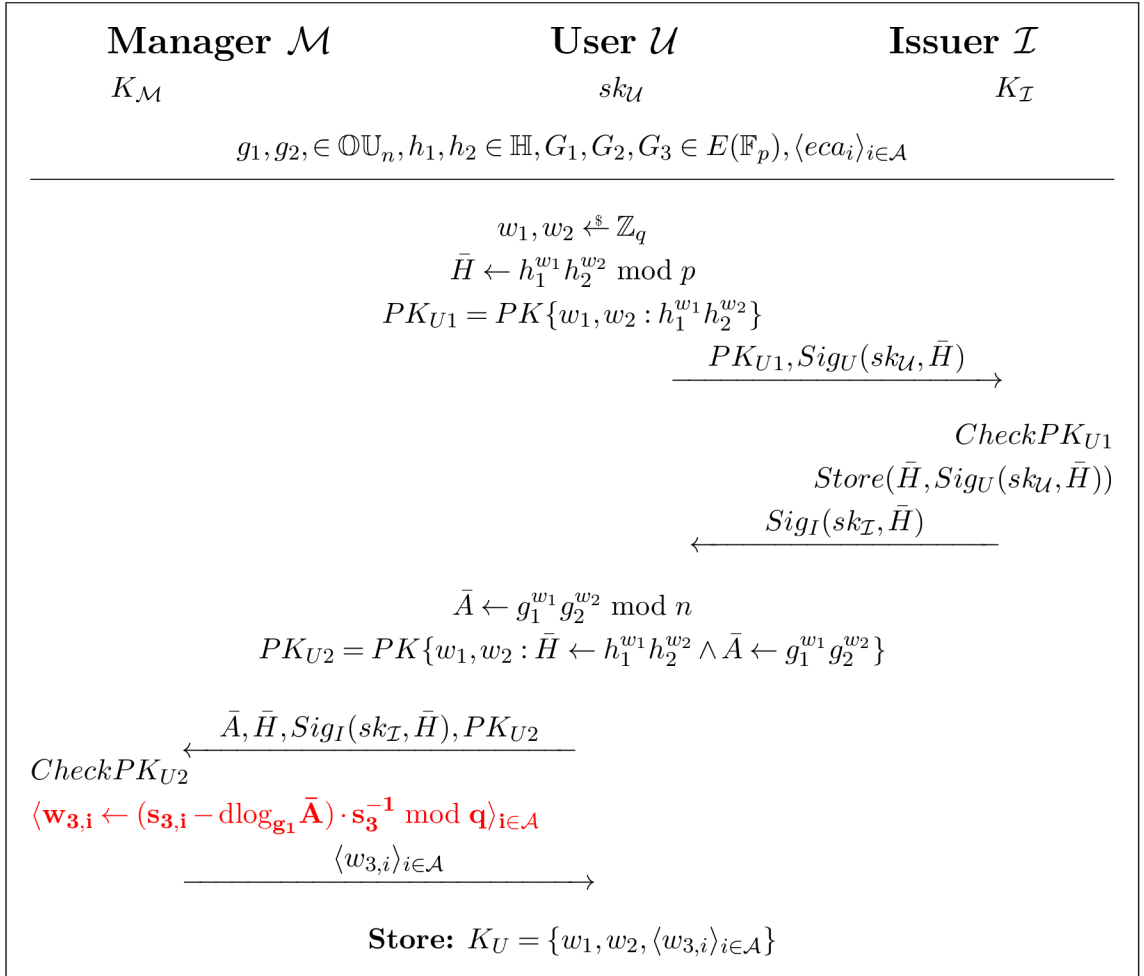 Manager ℳ User 𝒰 Issuer ℐ
K_ℳ sk_𝒰 K_ℐ
g_1, g_2, ∈ 𝕆𝕌_n, h_1, h_2 ∈ ℍ, G_1, G_2, G_3 ∈ E(𝔽_p), ⟨eca_i⟩_{i∈𝒜}
w_1, w_2 ←$ ℤ_q
H̄ ← h_1^{w_1} h_2^{w_2} mod p
PK_{U1} = PK{w_1, w_2 : h_1^{w_1} h_2^{w_2}}
PK_{U1}, Sig_U(sk_𝒰, H̄)
CheckPK_{U1}
Store(H̄, Sig_U(sk_𝒰, H̄))
Sig_I(sk_ℐ, H̄)
Ā ← g_1^{w_1} g_2^{w_2} mod n
PK_{U2} = PK{w_1, w_2 : H̄ ← h_1^{w_1} h_2^{w_2} ∧ Ā ← g_1^{w_1} g_2^{w_2}}
Ā, H̄, Sig_I(sk_ℐ, H̄), PK_{U2}
CheckPK_{U2}
⟨w_{3,i} ← (s_{3,i} − dlog_{g_1} Ā) · s_3^{−1} mod q⟩_{i∈𝒜}
⟨w_{3,i}⟩_{i∈𝒜}
Store: K_U = {w_1, w_2, ⟨w_{3,i}⟩_{i∈𝒜}}